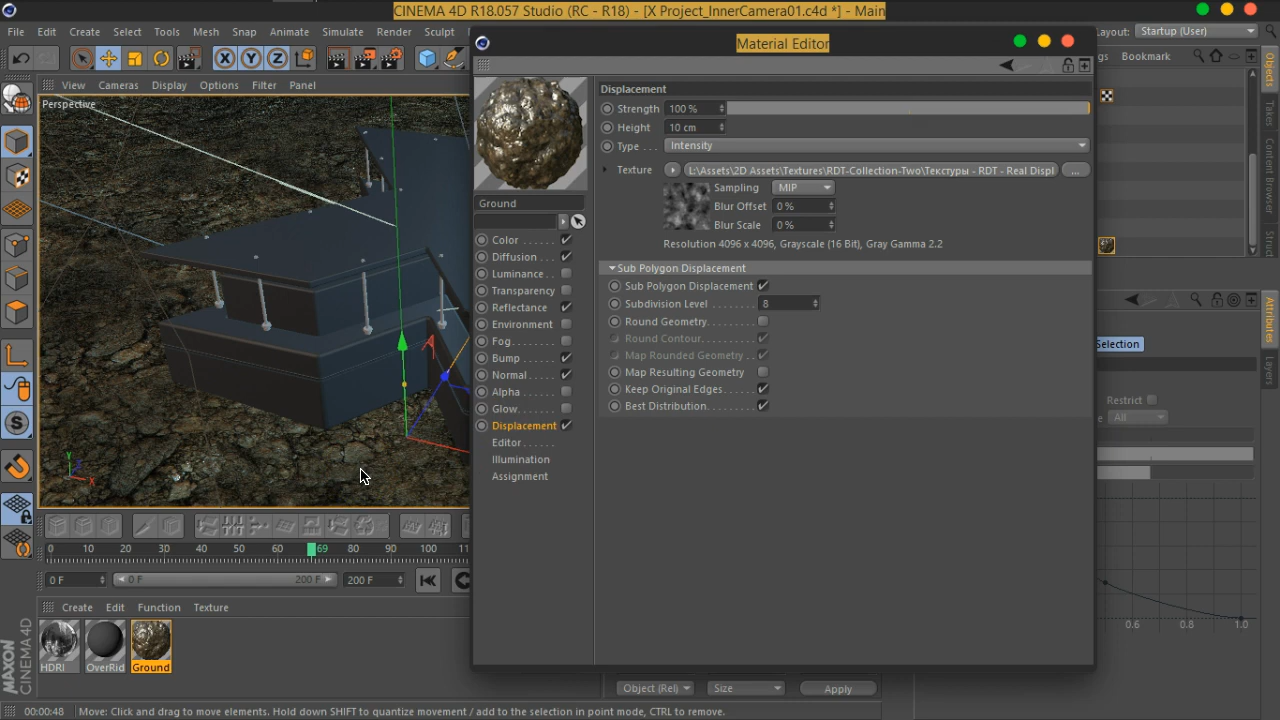 CINEMA 4D R18.057 Studio (RC - R18) - [X Project_InnerCamera01.c4d *] - Main
File Edit Create Select Tools Mesh Snap Animate Simulate Render Sculpt
Layout: Startup (User)
Material Editor
X Y Z
Bookmark
View Cameras Display Options Filter Panel
Perspective
Objects
Takes
Content Browser
Attributes
Layers
Displacement
Strength 100 %
Height 10 cm
Type . . . Intensity
Texture L:\Assets\2D Assets\Textures\RDT-Collection-Two\Текстуры - RDT - Real Displ ...
Sampling MIP
Blur Offset 0 %
Blur Scale 0 %
Resolution 4096 x 4096, Grayscale (16 Bit), Gray Gamma 2.2
Sub Polygon Displacement
Sub Polygon Displacement
Subdivision Level 8
Round Geometry
Round Contour
Map Rounded Geometry
Map Resulting Geometry
Keep Original Edges
Best Distribution
Ground
Color
Diffusion
Luminance
Transparency
Reflectance
Environment
Fog
Bump
Normal
Alpha
Glow
Displacement
Editor
Illumination
Assignment
Selection
Restrict
All
0.6 0.8 1.0
Y
Z
X
S
0 10 20 30 40 50 60 69 80 90 100
0 F 0 F 200 F 200 F
Create Edit Function Texture
HDRI OverRid Ground
MAXON
CINEMA 4D
Object (Rel) Size Apply
00:00:48 Move: Click and drag to move elements. Hold down SHIFT to quantize movement / add to the selection in point mode, CTRL to remove.